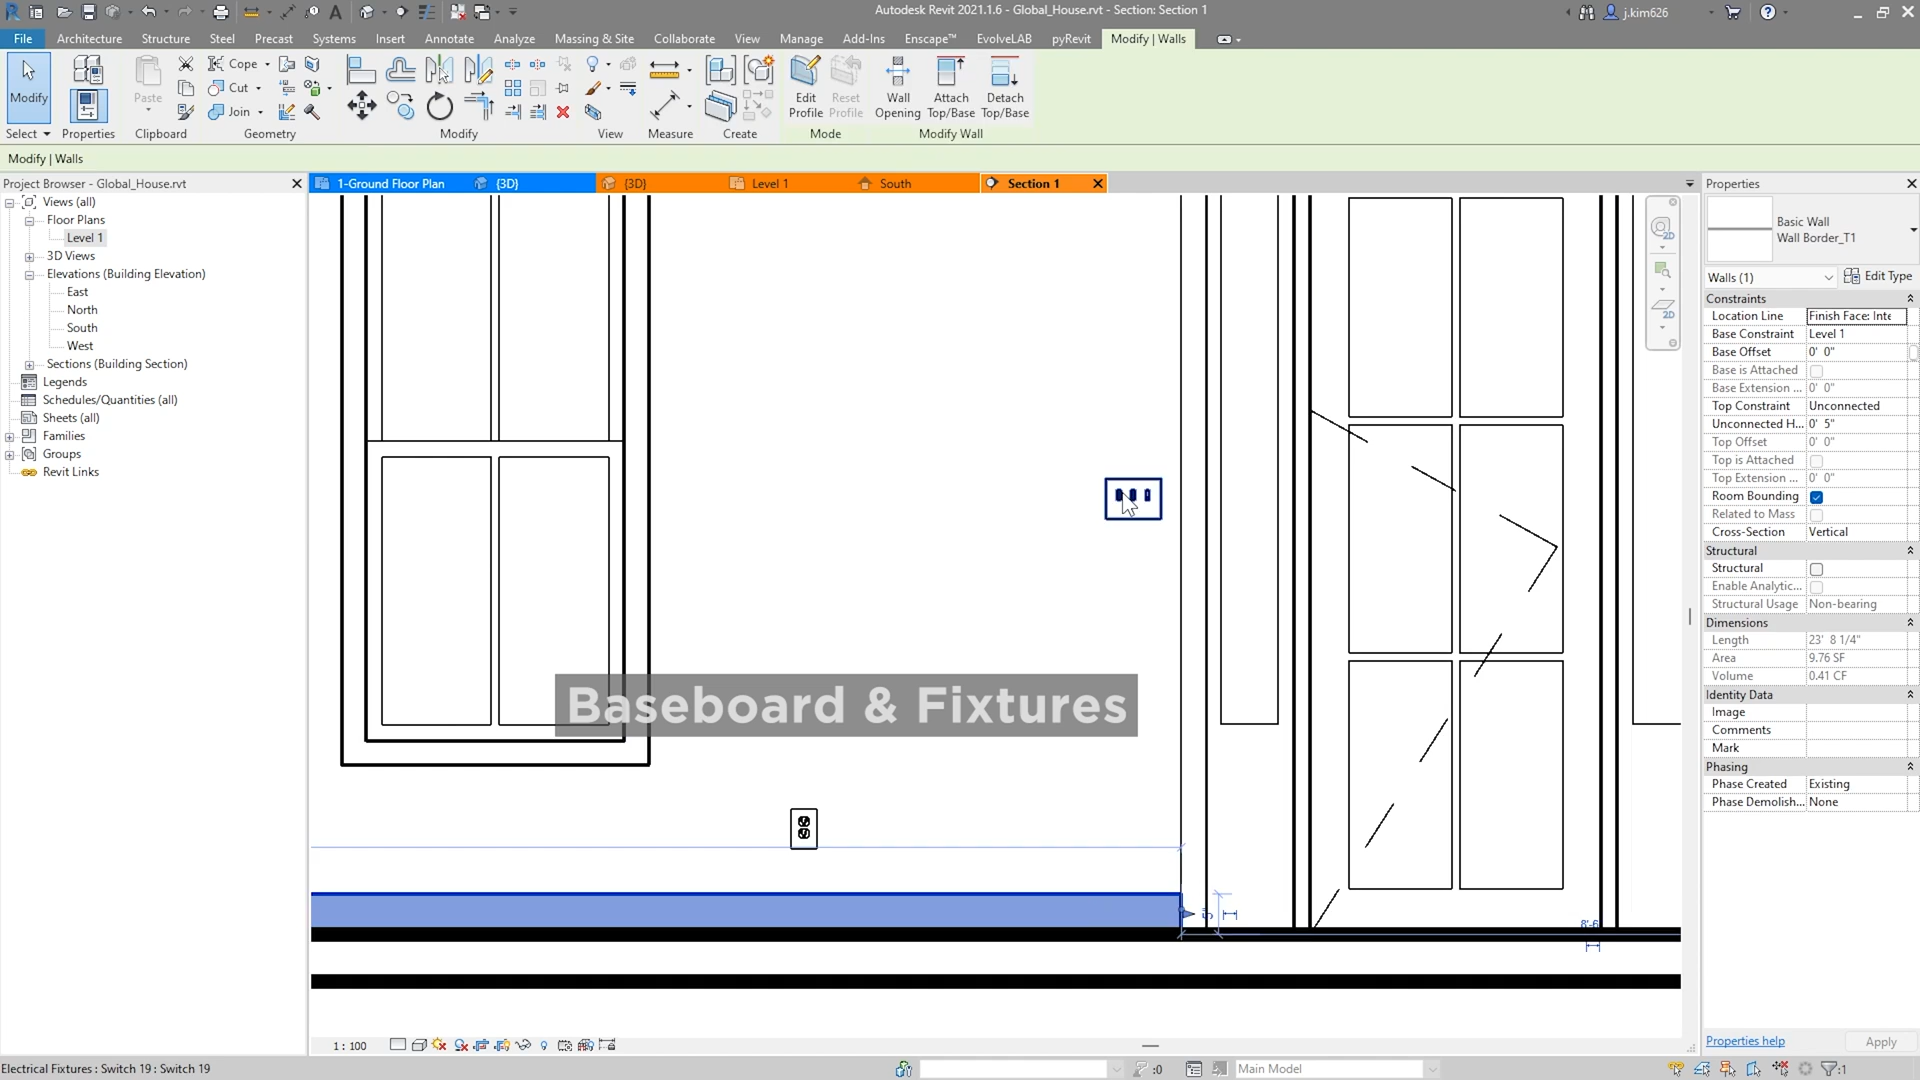 Autodesk Revit 2021.1.6 - Global_House.rvt - Section: Section 1
j.kim626
File
Architecture
Structure
Steel
Precast
Systems
Insert
Annotate
Analyze
Massing & Site
Collaborate
View
Manage
Add-Ins
Enscape™
EvolveLAB
pyRevit
Modify | Walls
Modify
Paste
Cope
Cut
Join
Edit Profile
Reset Profile
Wall Opening
Attach Top/Base
Detach Top/Base
Select
Properties
Clipboard
Geometry
Modify
View
Measure
Create
Mode
Modify Wall
Modify | Walls
Project Browser - Global_House.rvt
Views (all)
Floor Plans
Level 1
3D Views
Elevations (Building Elevation)
East
North
South
West
Sections (Building Section)
Legends
Schedules/Quantities (all)
Sheets (all)
Families
Groups
Revit Links
1-Ground Floor Plan
{3D}
{3D}
Level 1
South
Section 1
2D
2D
Baseboard & Fixtures
5"
8'-6
Properties
Basic Wall
Wall Border_T1
Walls (1)
Edit Type
Constraints
Location Line Finish Face: Inte
Base Constraint Level 1
Base Offset 0' 0"
Base is Attached
Base Extension ... 0' 0"
Top Constraint Unconnected
Unconnected H... 0' 5"
Top Offset 0' 0"
Top is Attached
Top Extension ... 0' 0"
Room Bounding
Related to Mass
Cross-Section Vertical
Structural
Structural
Enable Analytic...
Structural Usage Non-bearing
Dimensions
Length 23' 8 1/4"
Area 9.76 SF
Volume 0.41 CF
Identity Data
Image
Comments
Mark
Phasing
Phase Created Existing
Phase Demolish... None
Properties help
Apply
1 : 100
Electrical Fixtures : Switch 19 : Switch 19
:0
Main Model
:1